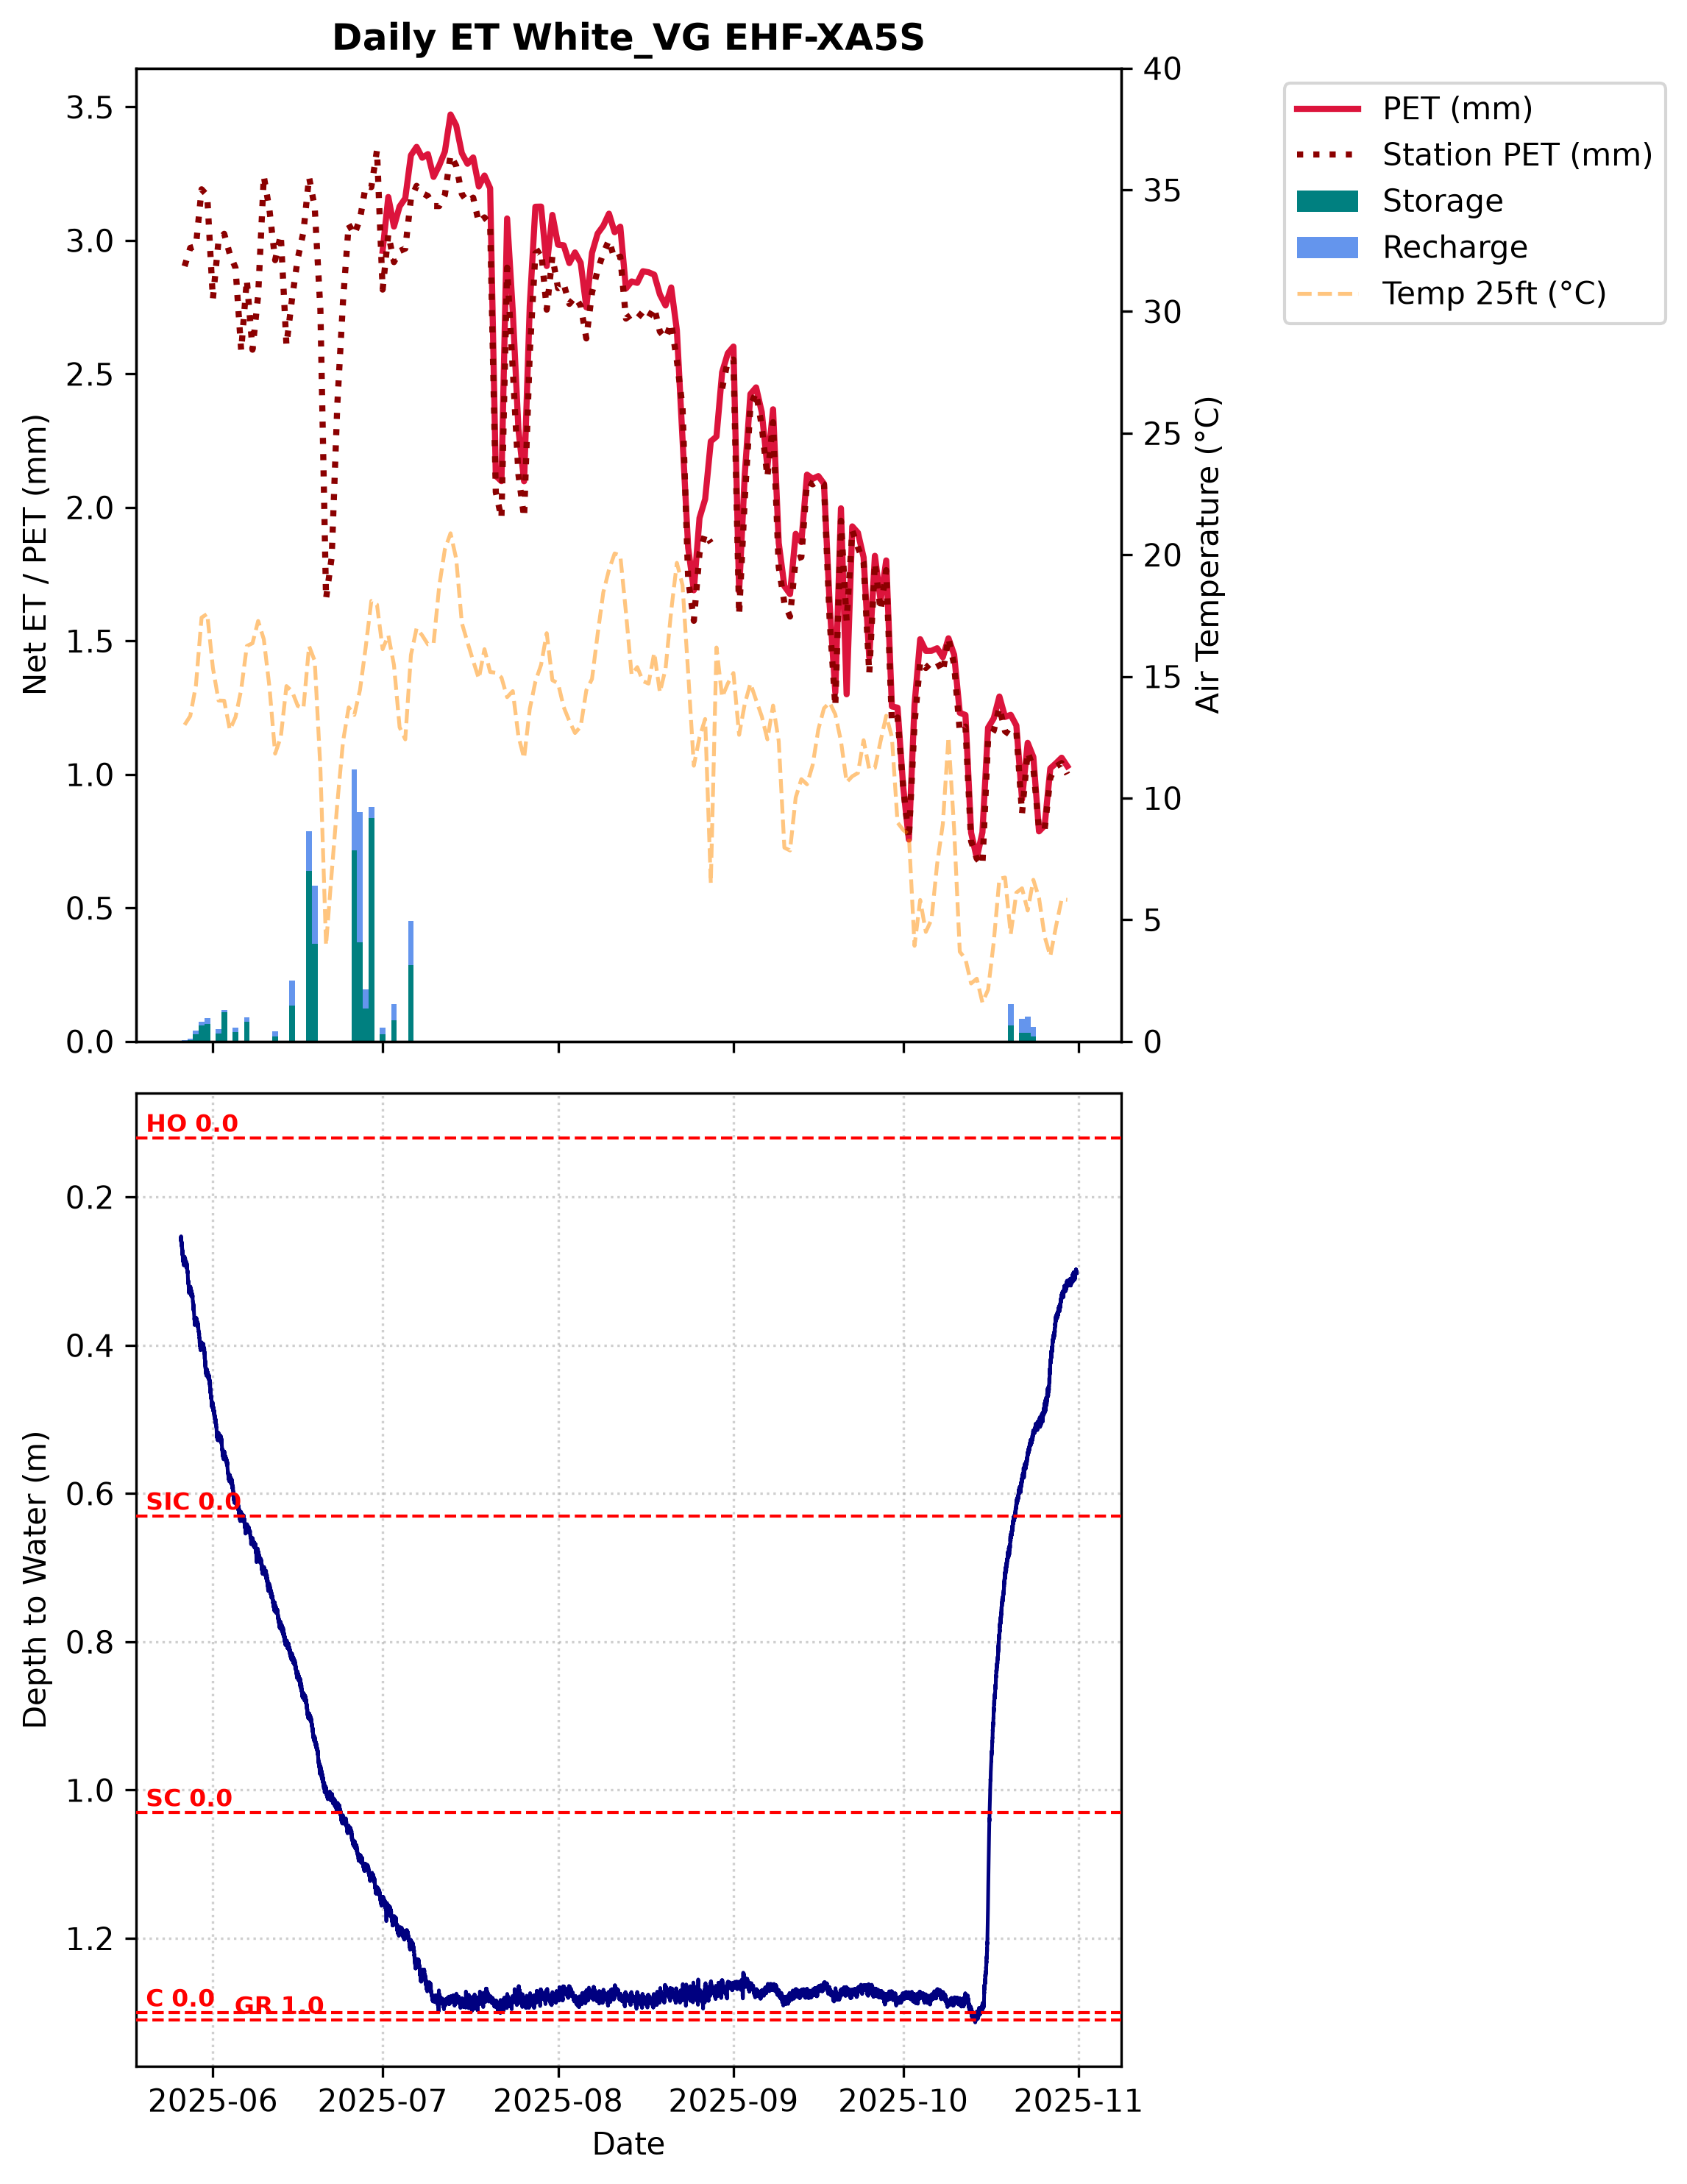 Daily ET White_VG EHF-XA5S
PET (mm)
Station PET (mm)
Storage
Recharge
Temp 25ft (°C)
Net ET / PET (mm)
3.5
3.0
2.5
2.0
1.5
1.0
0.5
0.0
Air Temperature (°C)
40
35
30
25
20
15
10
5
0
Depth to Water (m)
0.2
0.4
0.6
0.8
1.0
1.2
HO 0.0
SIC 0.0
SC 0.0
C 0.0
GR 1.0
2025-06 2025-07 2025-08 2025-09 2025-10 2025-11
Date